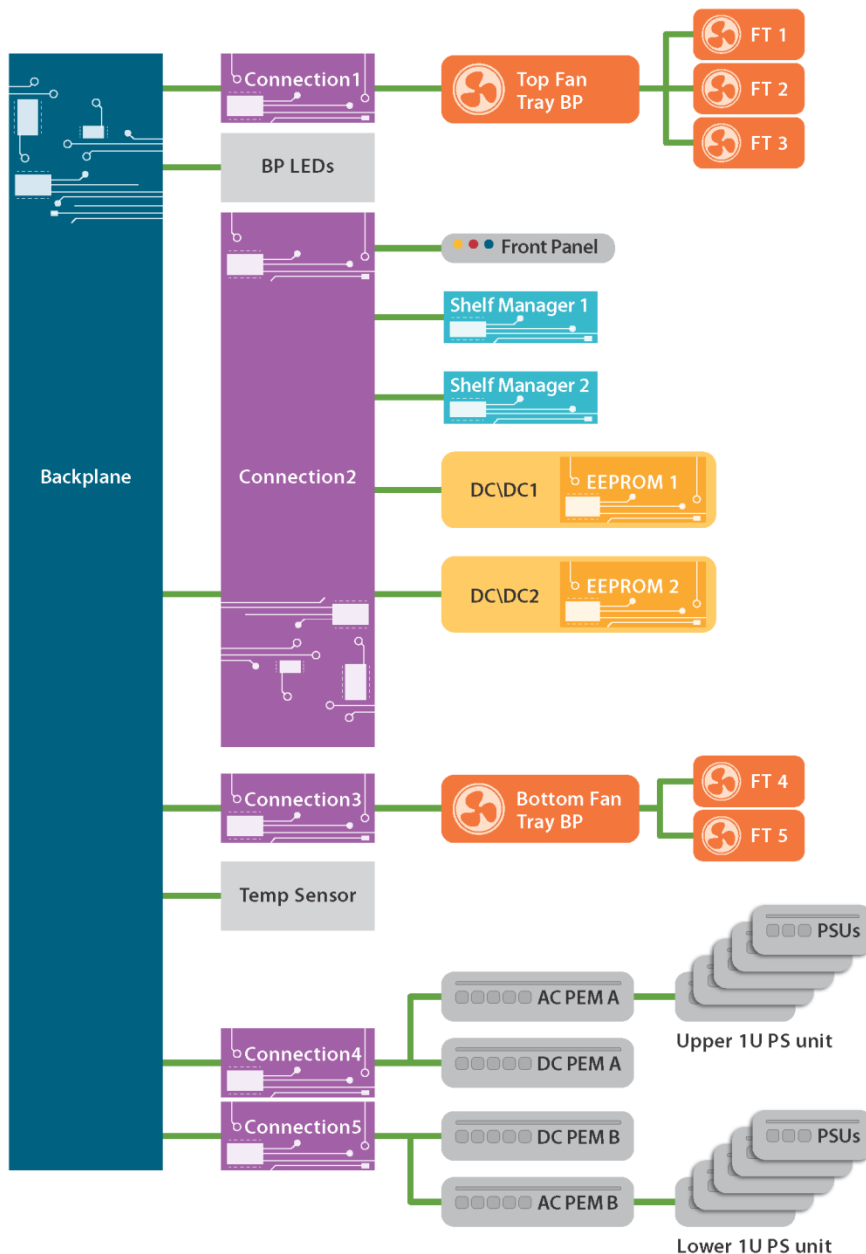 Connection1
Top Fan
Tray BP
FT 1
FT 2
FT 3
BP LEDs
Front Panel
Shelf Manager 1
Shelf Manager 2
Backplane
Connection2
DC\DC1
EEPROM 1
DC\DC2
EEPROM 2
Connection3
Bottom Fan
Tray BP
FT 4
FT 5
Temp Sensor
PSUs
AC PEM A
Upper 1U PS unit
Connection4
DC PEM A
Connection5
DC PEM B
PSUs
AC PEM B
Lower 1U PS unit